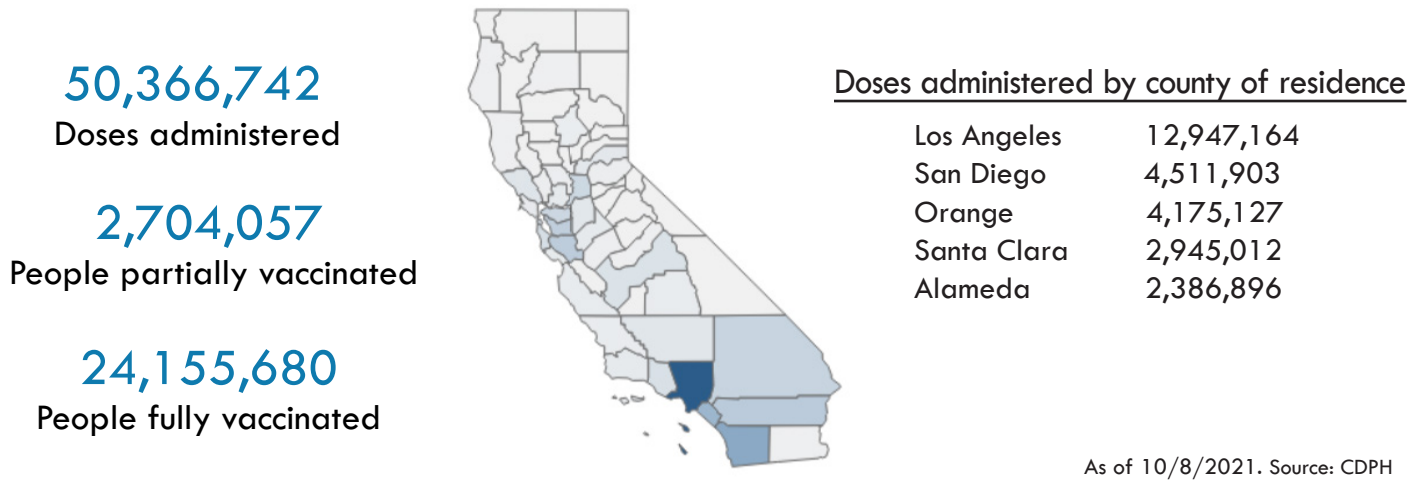 50,366,742
Doses administered
2,704,057
People partially vaccinated
24,155,680
People fully vaccinated
Doses administered by county of residence
Los Angeles 12,947,164
San Diego 4,511,903
Orange 4,175,127
Santa Clara 2,945,012
Alameda 2,386,896
As of 10/8/2021. Source: CDPH